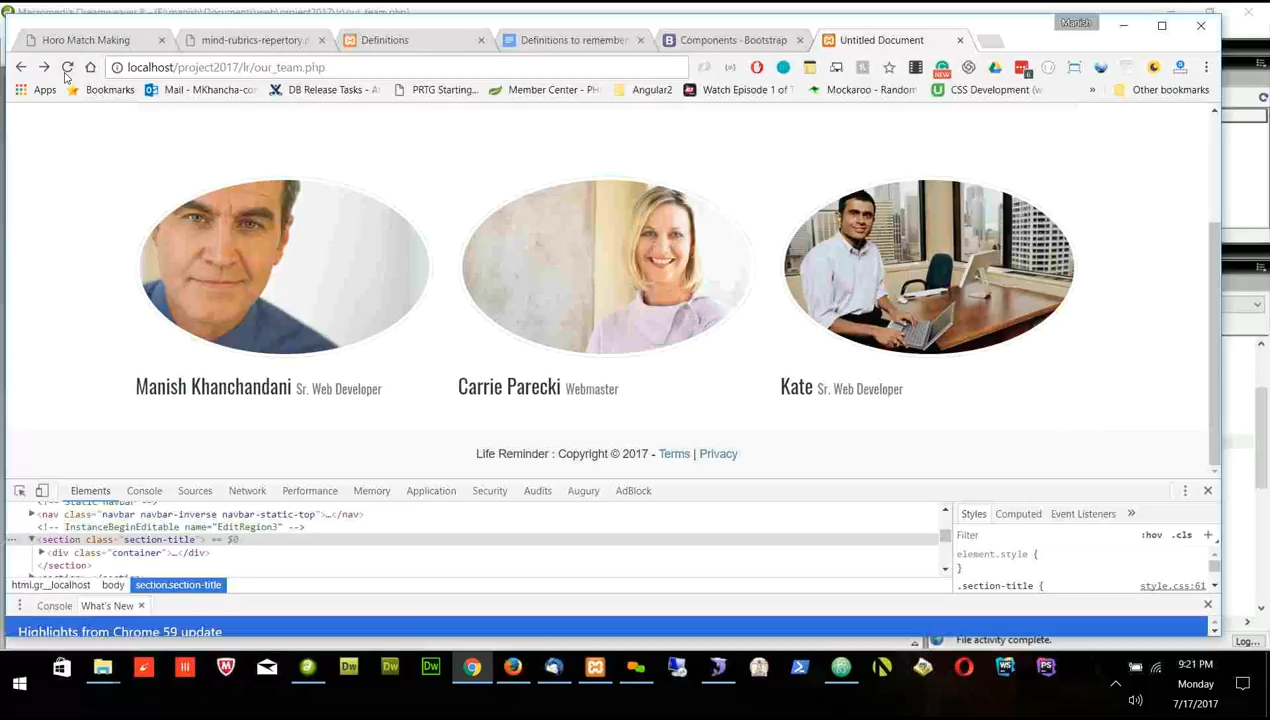 Manish
Horo Match Making
mind-rubrics-repertory.
Definitions
Definitions to remember
Components - Bootstrap
Untitled Document
localhost/project2017/lr/our_team.php
Apps
Bookmarks
Mail - MKhancha-co
DB Release Tasks - A
PRTG Starting...
Member Center - PH
Angular2
Watch Episode 1 of
Mockaroo - Random
CSS Development (w
»
Other bookmarks
Manish Khanchandani Sr. Web Developer
Carrie Parecki Webmaster
Kate Sr. Web Developer
Life Reminder : Copyright © 2017 - Terms | Privacy
Elements
Console
Sources
Network
Performance
Memory
Application
Security
Audits
Augury
AdBlock
<nav class="navbar navbar-inverse navbar-static-top">…</nav>
<!-- InstanceBeginEditable name="EditRegion3" -->
<section class="section-title"> == $0
<div class="container">…</div>
</section>
html.gr__localhost
body
section.section-title
Styles
Computed
Event Listeners
»
Filter
:hov
.cls
+
element.style {
}
.section-title {
style.css:61
Console
What's New
Highlights from Chrome 59 update
File activity complete.
Log...
9:21 PM
Monday
7/17/2017